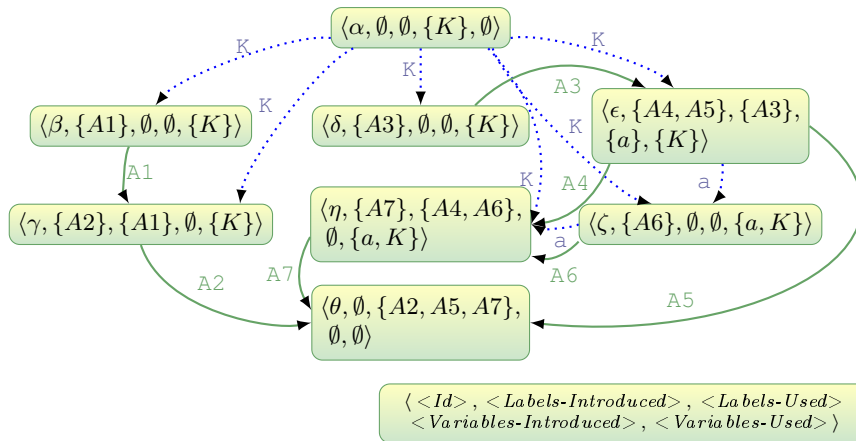 ⟨α, ∅, ∅, {K}, ∅⟩
K
K
K
K
A3
⟨β, {A1}, ∅, ∅, {K}⟩
⟨δ, {A3}, ∅, ∅, {K}⟩
⟨ϵ, {A4, A5}, {A3},
{a}, {K}⟩
K
A1
K
A4
a
⟨γ, {A2}, {A1}, ∅, {K}⟩
⟨η, {A7}, {A4, A6},
∅, {a, K}⟩
a
⟨ζ, {A6}, ∅, ∅, {a, K}⟩
A2
A7
A6
A5
⟨θ, ∅, {A2, A5, A7},
∅, ∅⟩
⟨ <Id> , <Labels-Introduced> , <Labels-Used>
<Variables-Introduced> , <Variables-Used> ⟩